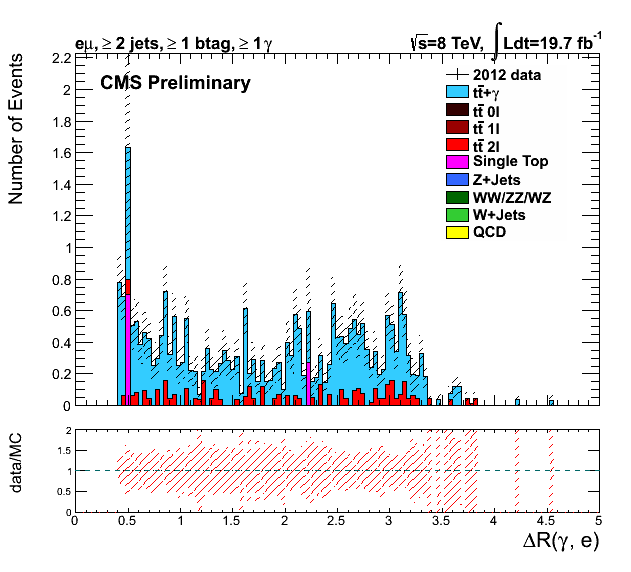 eμ, ≥ 2 jets, ≥ 1 btag, ≥ 1 γ
√s=8 TeV, ∫ Ldt=19.7 fb⁻¹
CMS Preliminary
2012 data
tt̅+γ
tt̅ 0l
tt̅ 1l
tt̅ 2l
Single Top
Z+Jets
WW/ZZ/WZ
W+Jets
QCD
Number of Events
2.2
2
1.8
1.6
1.4
1.2
1
0.8
0.6
0.4
0.2
0
data/MC
2
1.5
1
0.5
0
0 0.5 1 1.5 2 2.5 3 3.5 4 4.5 5
ΔR(γ, e)